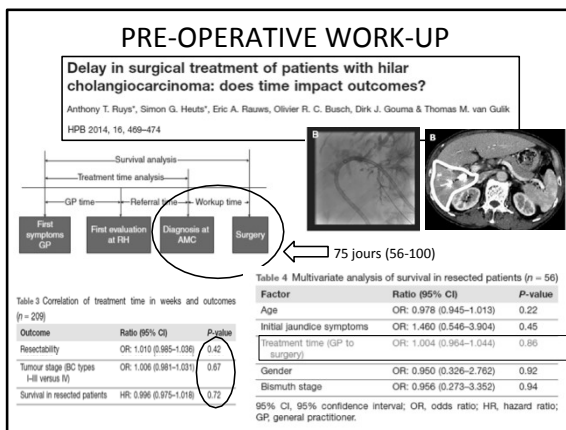 PRE-OPERATIVE WORK-UP
Delay in surgical treatment of patients with hilar
cholangiocarcinoma: does time impact outcomes?
Anthony T. Ruys*, Simon G. Heuts*, Eric A. Rauws, Olivier R. C. Busch, Dirk J. Gouma & Thomas M. van Gulik
HPB 2014, 16, 469–474
B
B
Survival analysis
Treatment time analysis
GP time
Referral time
Workup time
First
symptoms
GP
First evaluation
at RH
Diagnosis at
AMC
Surgery
75 jours (56-100)
Table 3 Correlation of treatment time in weeks and outcomes
(n = 209)
Outcome Ratio (95% CI) P-value
Resectability OR: 1.010 (0.985–1.036) 0.42
Tumour stage (BC types OR: 1.006 (0.981–1.031) 0.67
I–III versus IV)
Survival in resected patients HR: 0.996 (0.975–1.018) 0.72
Table 4 Multivariate analysis of survival in resected patients (n = 56)
Factor Ratio (95% CI) P-value
Age OR: 0.978 (0.945–1.013) 0.22
Initial jaundice symptoms OR: 1.460 (0.546–3.904) 0.45
Treatment time (GP to OR: 1.004 (0.964–1.044) 0.86
surgery)
Gender OR: 0.950 (0.326–2.762) 0.92
Bismuth stage OR: 0.956 (0.273–3.352) 0.94
95% CI, 95% confidence interval; OR, odds ratio; HR, hazard ratio;
GP, general practitioner.